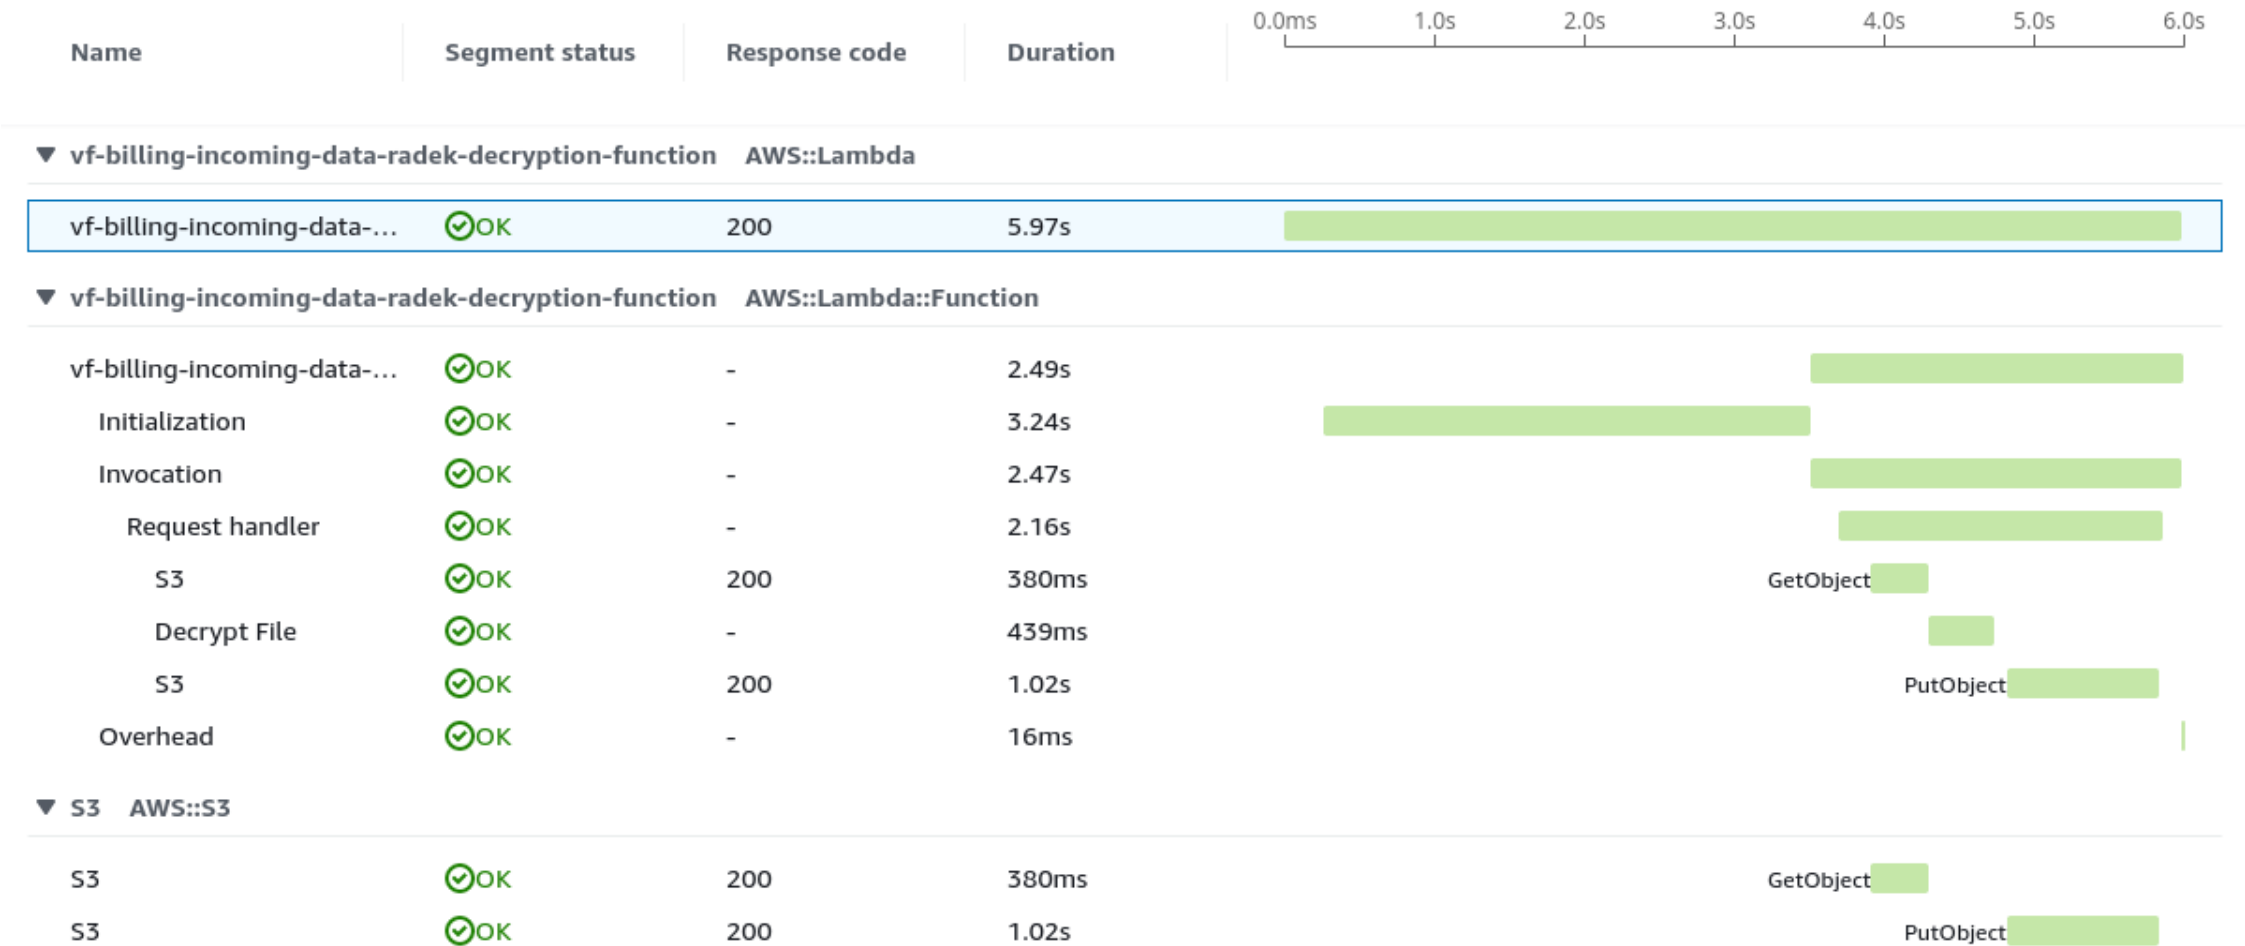 0.0ms 1.0s 2.0s 3.0s 4.0s 5.0s 6.0s
Name Segment status Response code Duration
vf-billing-incoming-data-radek-decryption-function AWS::Lambda
vf-billing-incoming-data-... OK 200 5.97s
vf-billing-incoming-data-radek-decryption-function AWS::Lambda::Function
vf-billing-incoming-data-... OK - 2.49s
Initialization OK - 3.24s
Invocation OK - 2.47s
Request handler OK - 2.16s
S3 OK 200 380ms GetObject
Decrypt File OK - 439ms
S3 OK 200 1.02s PutObject
Overhead OK - 16ms
S3 AWS::S3
S3 OK 200 380ms GetObject
S3 OK 200 1.02s PutObject